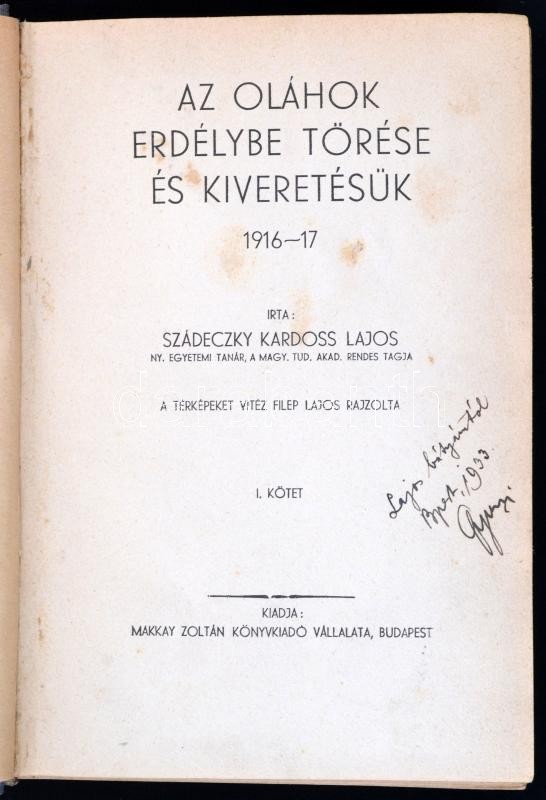 AZ OLÁHOK
ERDÉLYBE TÖRÉSE
ÉS KIVERETÉSÜK
1916—17
IRTA:
SZÁDECZKY KARDOSS LAJOS
NY. EGYETEMI TANÁR, A MAGY. TUD. AKAD. RENDES TAGJA
A TÉRKÉPEKET VITÉZ FILEP LAJOS RAJZOLTA
Lajos bátyámtól
Bpest, 1933.
Gyuszi
I. KÖTET
KIADJA:
MAKKAY ZOLTÁN KÖNYVKIADÓ VÁLLALATA, BUDAPEST